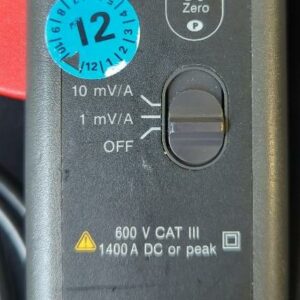 Zero
P
12
10 mV/A
1 mV/A
OFF
600 V CAT III
1400 A DC or peak